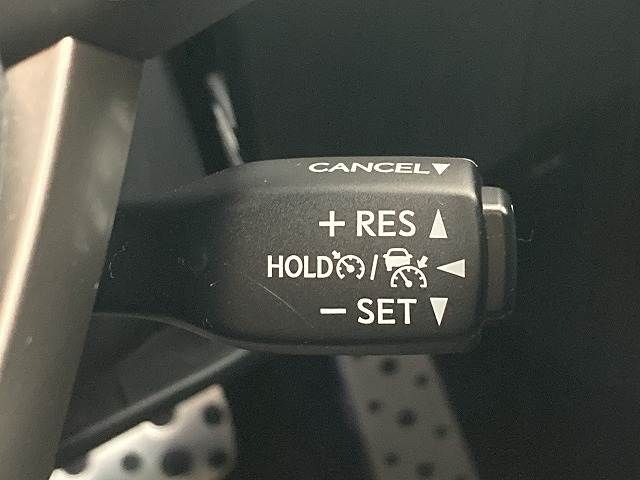 CANCEL▼
+ RES ▲
HOLD / ◀
− SET ▼